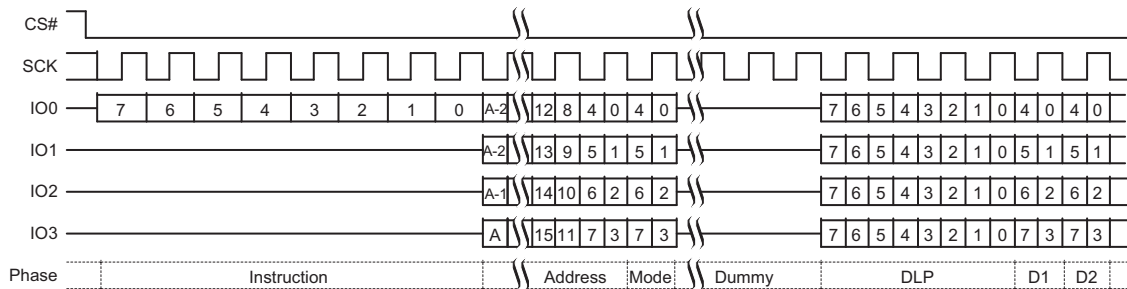 CS#
SCK
IO0 7 6 5 4 3 2 1 0 A-2 12 8 4 0 4 0 7 6 5 4 3 2 1 0 4 0 4 0
IO1 A-2 13 9 5 1 5 1 7 6 5 4 3 2 1 0 5 1 5 1
IO2 A-1 14 10 6 2 6 2 7 6 5 4 3 2 1 0 6 2 6 2
IO3 A 15 11 7 3 7 3 7 6 5 4 3 2 1 0 7 3 7 3
Phase Instruction Address Mode Dummy DLP D1 D2